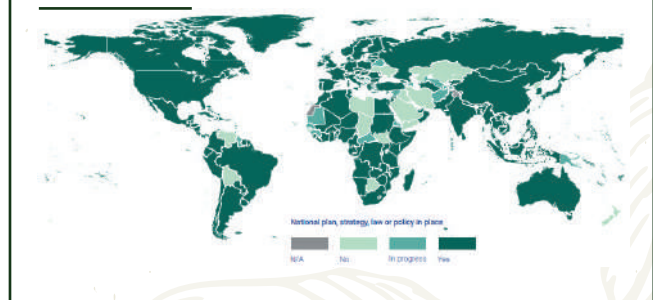 National plan, strategy, law or policy in place
N/A No In progress Yes